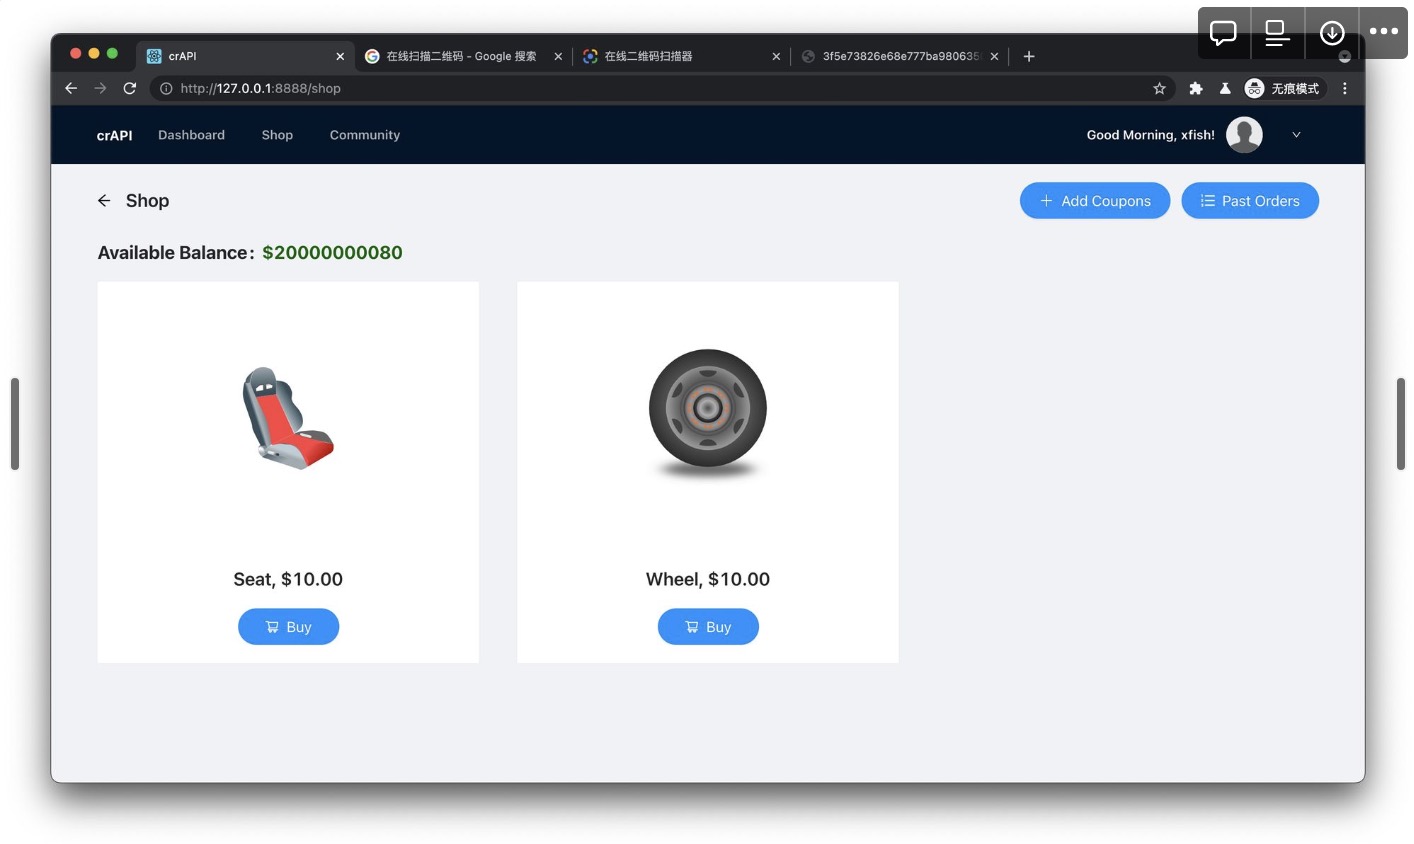 crAPI
在线扫描二维码 - Google 搜索
在线二维码扫描器
http://127.0.0.1:8888/shop
无痕模式
crAPI Dashboard Shop Community Good Morning, xfish!
Shop
Add Coupons
Past Orders
Available Balance: $20000000080
Seat, $10.00
Wheel, $10.00
Buy
Buy